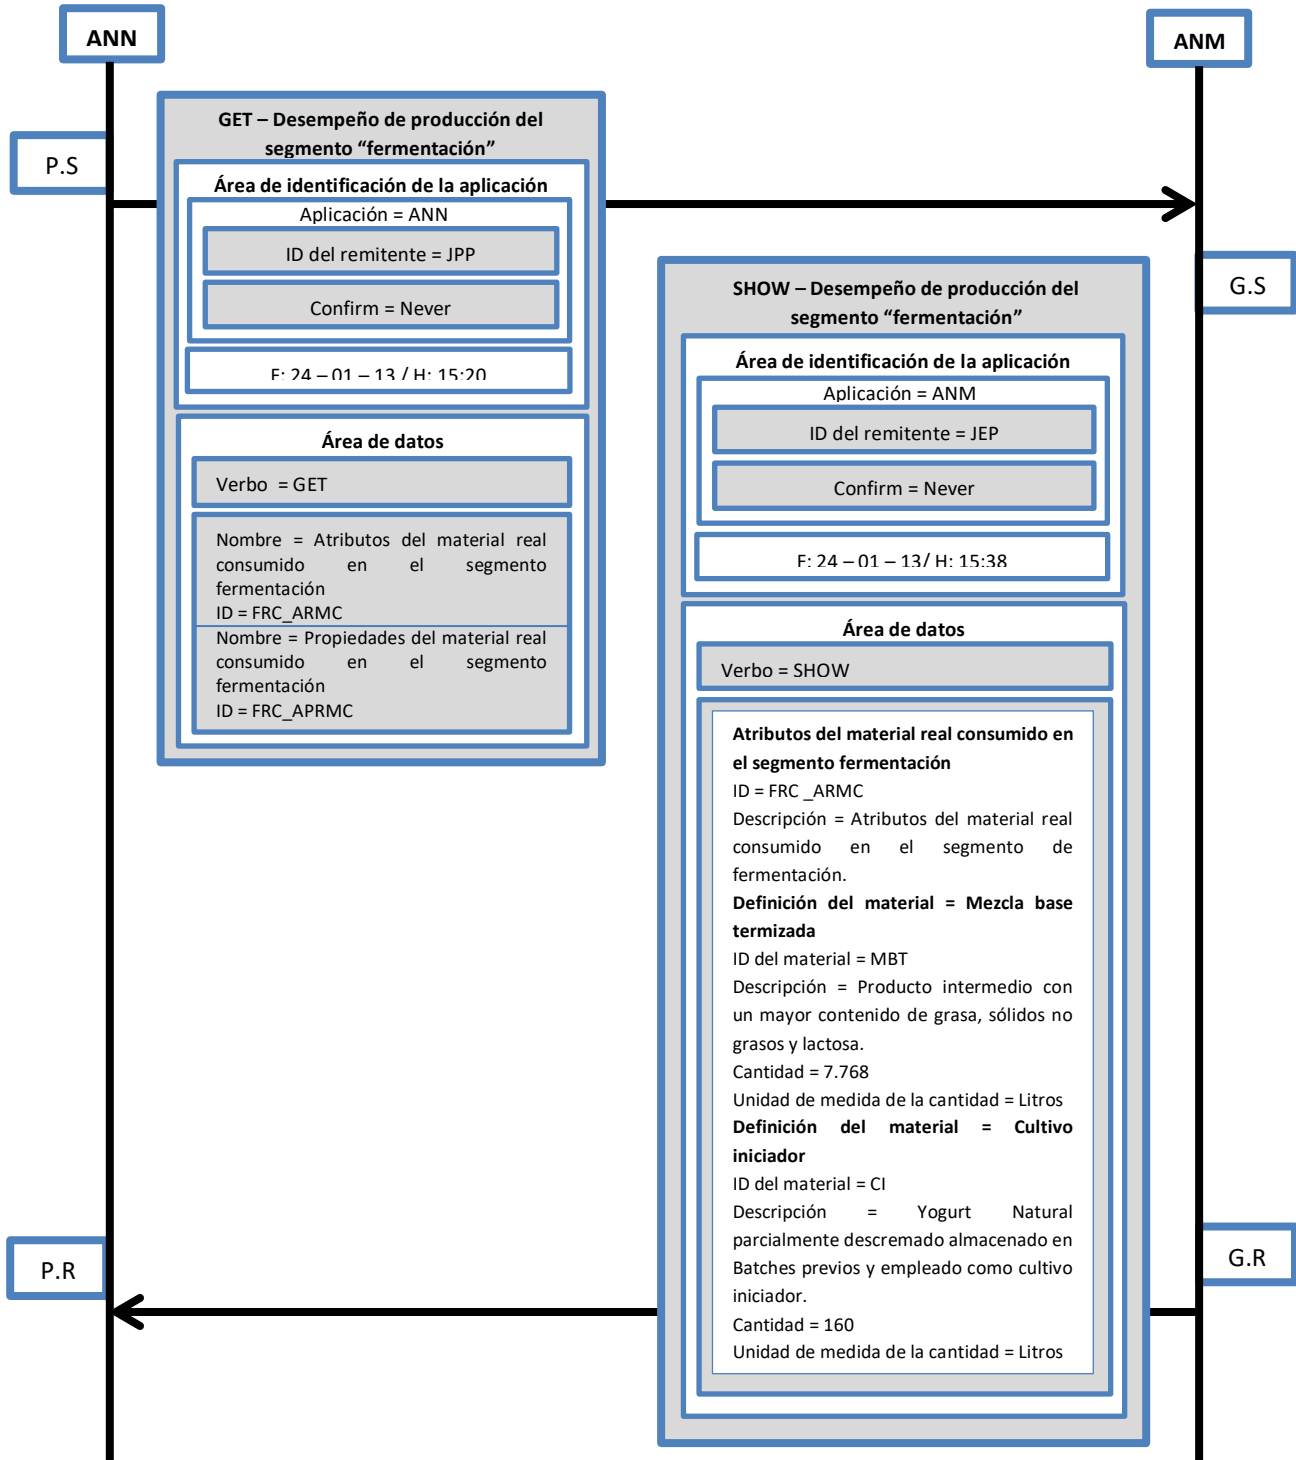 ANN
ANM
P.S
GET – Desempeño de producción del
segmento “fermentación”
Área de identificación de la aplicación
Aplicación = ANN
ID del remitente = JPP
Confirm = Never
F: 24 – 01 – 13 / H: 15:20
Área de datos
Verbo = GET
Nombre = Atributos del material real
consumido en el segmento
fermentación
ID = FRC_ARMC
Nombre = Propiedades del material real
consumido en el segmento
fermentación
ID = FRC_APRMC
G.S
SHOW – Desempeño de producción del
segmento “fermentación”
Área de identificación de la aplicación
Aplicación = ANM
ID del remitente = JEP
Confirm = Never
F: 24 – 01 – 13/ H: 15:38
Área de datos
Verbo = SHOW
Atributos del material real consumido en
el segmento fermentación
ID = FRC _ARMC
Descripción = Atributos del material real
consumido en el segmento de
fermentación.
Definición del material = Mezcla base
termizada
ID del material = MBT
Descripción = Producto intermedio con
un mayor contenido de grasa, sólidos no
grasos y lactosa.
Cantidad = 7.768
Unidad de medida de la cantidad = Litros
Definición del material = Cultivo
iniciador
ID del material = CI
Descripción = Yogurt Natural
parcialmente descremado almacenado en
Batches previos y empleado como cultivo
iniciador.
Cantidad = 160
Unidad de medida de la cantidad = Litros
P.R
G.R